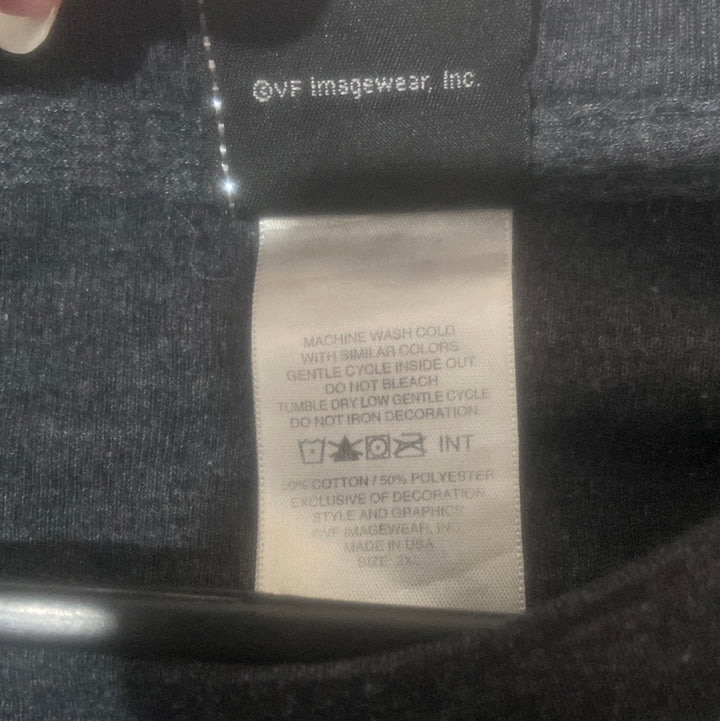 ©VF Imagewear, Inc.
MACHINE WASH COLD
WITH SIMILAR COLORS
GENTLE CYCLE INSIDE OUT
DO NOT BLEACH
TUMBLE DRY LOW GENTLE CYCLE
DO NOT IRON DECORATION
INT
50% COTTON / 50% POLYESTER
EXCLUSIVE OF DECORATION
STYLE AND GRAPHICS
©VF IMAGEWEAR, INC
MADE IN USA
SIZE: 2XL